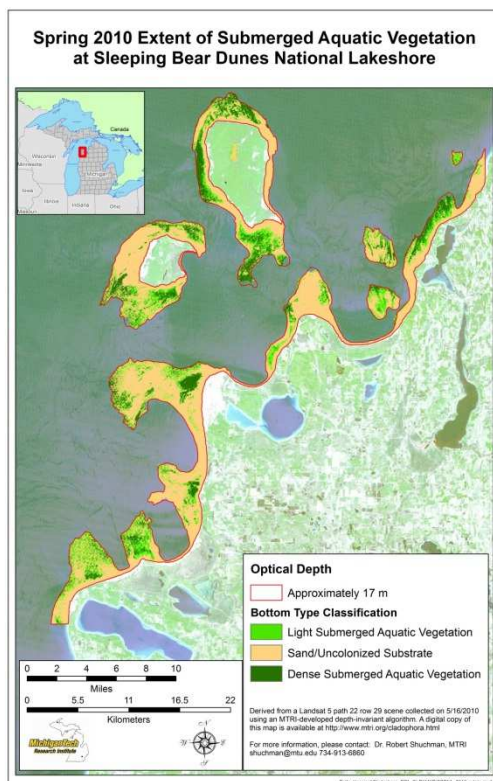 Spring 2010 Extent of Submerged Aquatic Vegetation
at Sleeping Bear Dunes National Lakeshore
Canada
Wisconsin
Minnesota
Michigan
Iowa
Illinois
Indiana
Ohio
Missouri
Optical Depth
Approximately 17 m
Bottom Type Classification
Light Submerged Aquatic Vegetation
Sand/Uncolonized Substrate
Dense Submerged Aquatic Vegetation
0 2 4 6 8 10
Miles
0 5.5 11 16.5 22
Kilometers
MichiganTech
Research Institute
N
Derived from a Landsat 5 path 22 row 29 scene collected on 5/16/2010
using an MTRI-developed depth-invariant algorithm. A digital copy
of this map is available at http://www.mtri.org/cladophora.html
For more information, please contact: Dr. Robert Shuchman, MTRI
shuchman@mtu.edu 734-913-6860